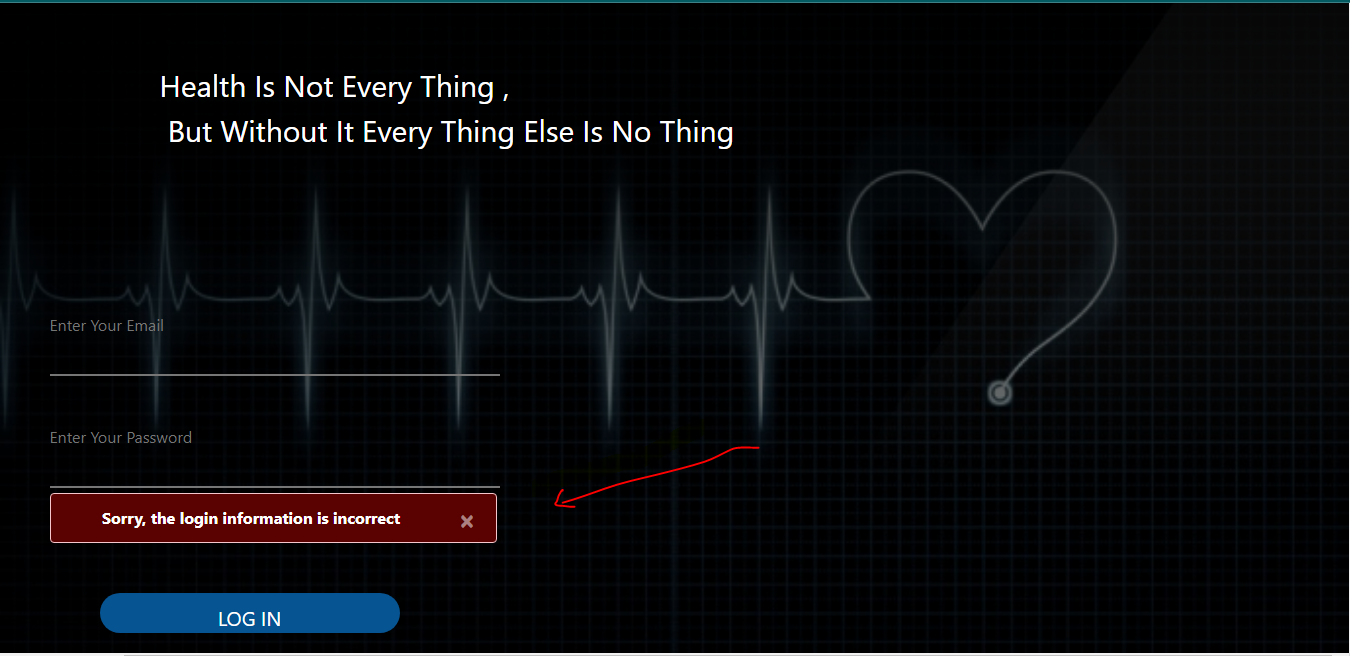 Health Is Not Every Thing ,
But Without It Every Thing Else Is No Thing
Enter Your Email
Enter Your Password
Sorry, the login information is incorrect ×
LOG IN